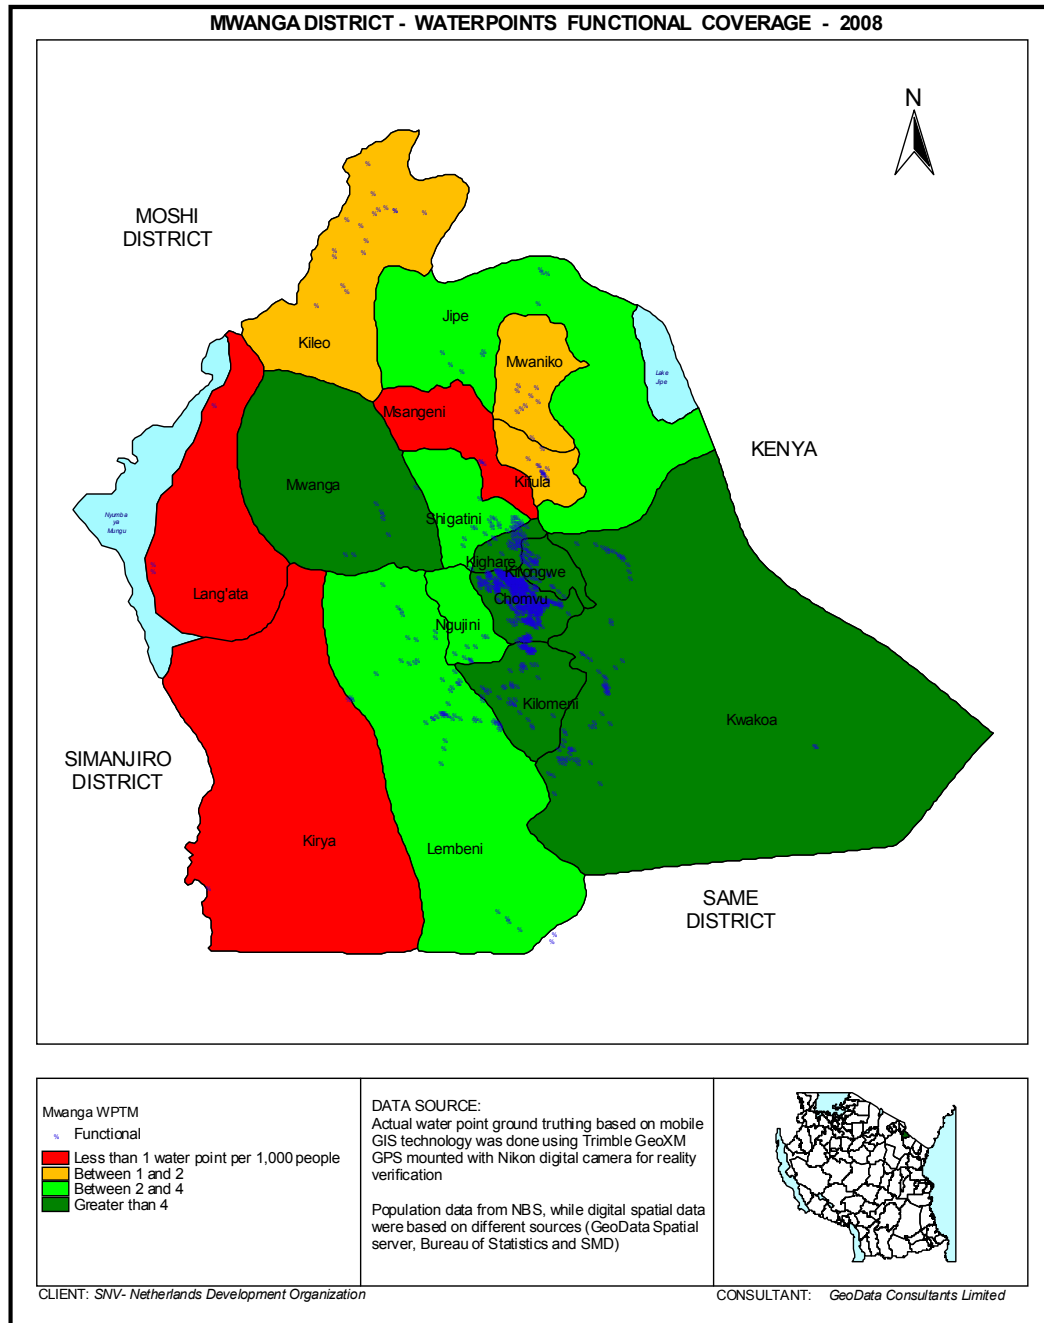 MWANGA DISTRICT - WATERPOINTS FUNCTIONAL COVERAGE - 2008
N
MOSHI
DISTRICT
Jipe
Kileo
Mwaniko
Lake
Jipe
Msangeni
KENYA
Mwanga
Kifula
Nyumba
ya
Mungu
Shigatini
Kighare
Kirongwe
Lang'ata
Chomvu
Ngujini
Kilomeni
Kwakoa
SIMANJIRO
DISTRICT
Kirya
Lembeni
SAME
DISTRICT
Mwanga WPTM
% Functional
Less than 1 water point per 1,000 people
Between 1 and 2
Between 2 and 4
Greater than 4
DATA SOURCE:
Actual water point ground truthing based on mobile
GIS technology was done using Trimble GeoXM
GPS mounted with Nikon digital camera for reality
verification
Population data from NBS, while digital spatial data
were based on different sources (GeoData Spatial
server, Bureau of Statistics and SMD)
CLIENT: SNV- Netherlands Development Organization
CONSULTANT: GeoData Consultants Limited